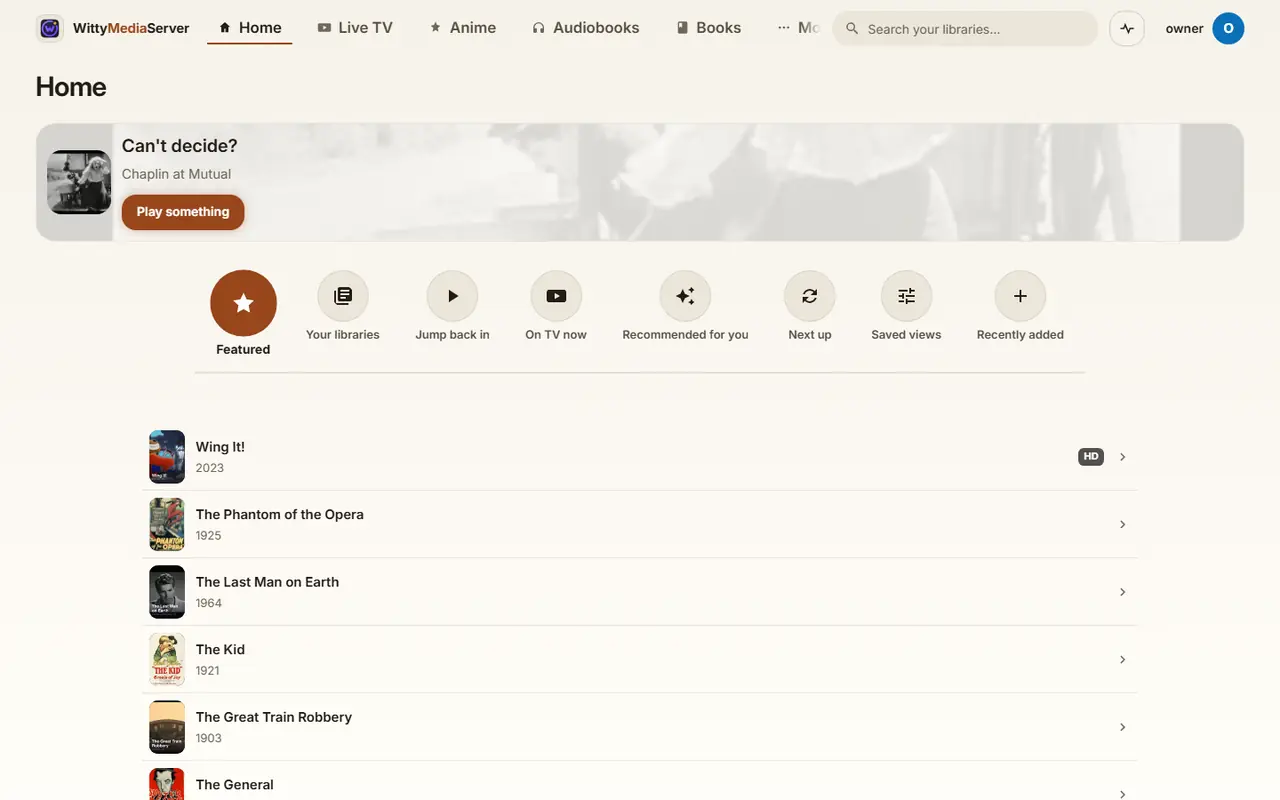 WittyMediaServer
Home
Live TV
Anime
Audiobooks
Books
Search your libraries...
owner
O
Home
Can't decide?
Chaplin at Mutual
Play something
Featured
Your libraries
Jump back in
On TV now
Recommended for you
Next up
Saved views
Recently added
Wing It!
2023
HD
The Phantom of the Opera
1925
The Last Man on Earth
1964
The Kid
1921
"THE KID"
The Great Train Robbery
1903
The General